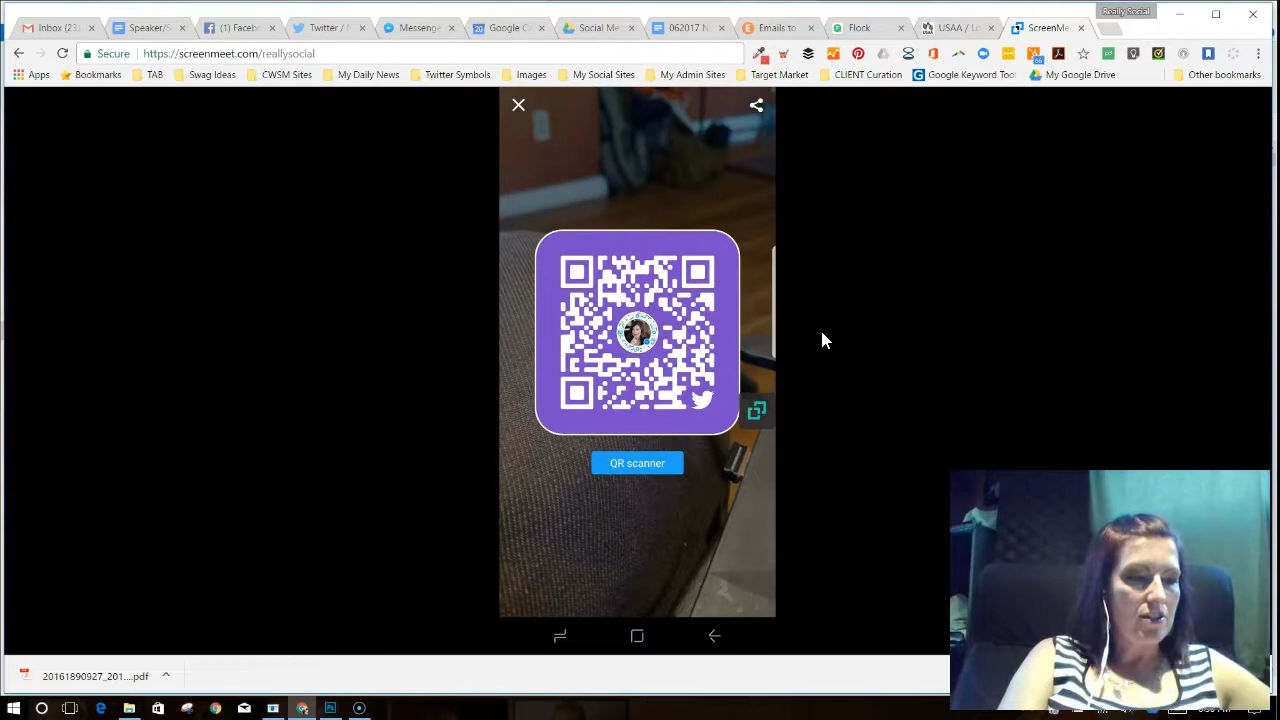 Really Social
Inbox (23)
Speaker/S
(1) Facebo
Twitter /
Messenge
20 Google C
Social Me
062017 N
Emails to
Flock
USAA / Lo
ScreenMe
Secure https://screenmeet.com/reallysocial
66
Apps Bookmarks TAB Swag Ideas CWSM Sites My Daily News Twitter symbols Images My Social Sites My Admin Sites Target Market CLIENT Curation Google Keyword Tool My Google Drive Other bookmarks
QR scanner
20161890927_201....pdf